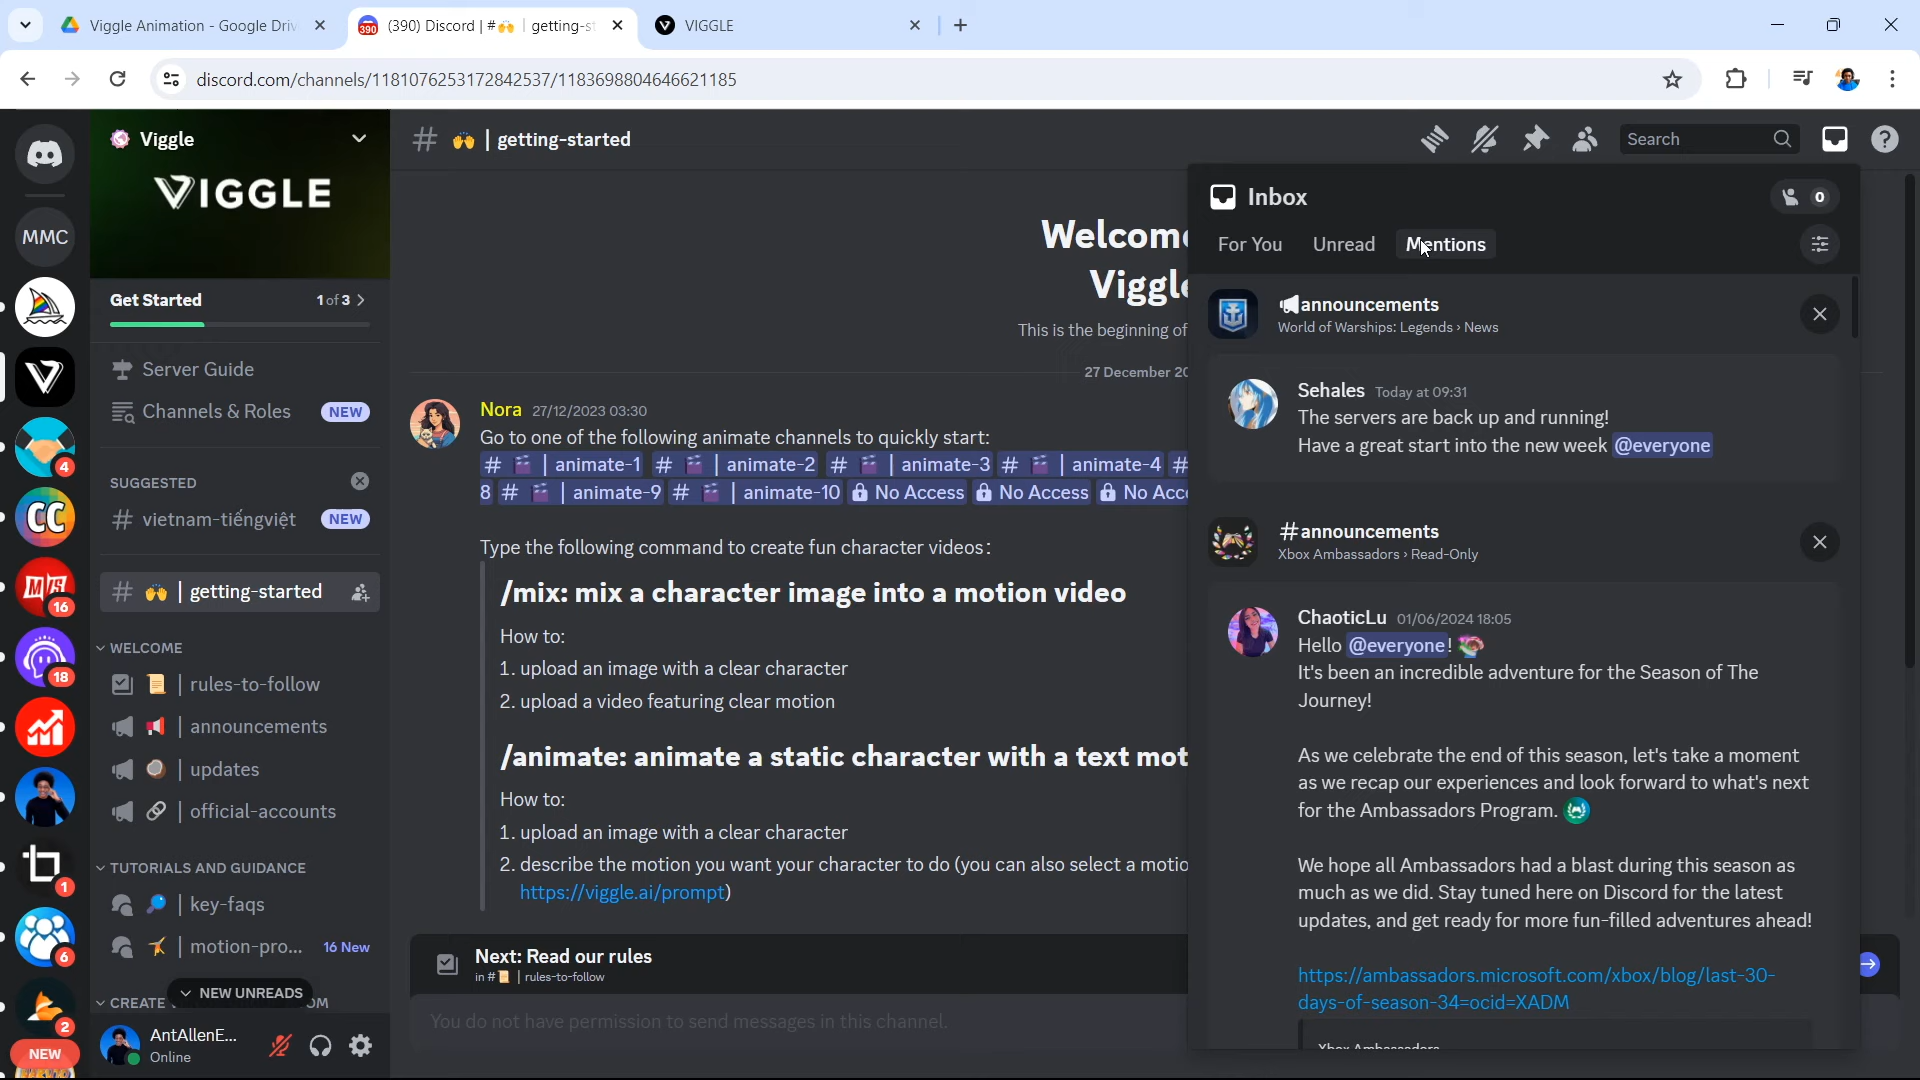 Viggle Animation - Google Driv
(390) Discord | #🙌 | getting-st
VIGGLE
discord.com/channels/1181076253172842537/1183698804646621185
Viggle
VIGGLE
Get Started
1 of 3
Server Guide
Channels & Roles NEW
SUGGESTED
# vietnam-tiếngviệt NEW
# 🙌 | getting-started
WELCOME
📜 | rules-to-follow
📢 | announcements
🥥 | updates
🔗 | official-accounts
TUTORIALS AND GUIDANCE
🔎 | key-faqs
🤸 | motion-pro... 16 New
CREATE
OM
NEW UNREADS
AntAllenE...
Online
MMC
4
CC
16
18
1
6
2
NEW
# 🙌 | getting-started
Search
Welcome
Viggle
This is the beginning of
27 December 20
Nora 27/12/2023 03:30
Go to one of the following animate channels to quickly start:
# 🎬 | animate-1 # 🎬 | animate-2 # 🎬 | animate-3 # 🎬 | animate-4 #
8 # 🎬 | animate-9 # 🎬 | animate-10 No Access No Access No Acce
Type the following command to create fun character videos:
/mix: mix a character image into a motion video
How to:
1. upload an image with a clear character
2. upload a video featuring clear motion
/animate: animate a static character with a text mot
How to:
1. upload an image with a clear character
2. describe the motion you want your character to do (you can also select a motio
https://viggle.ai/prompt)
Next: Read our rules
in #📜 | rules-to-follow
You do not have permission to send messages in this channel.
Inbox
0
For You Unread Mentions
announcements
World of Warships: Legends › News
Sehales Today at 09:31
The servers are back up and running!
Have a great start into the new week @everyone
#announcements
Xbox Ambassadors › Read-Only
ChaoticLu 01/06/2024 18:05
Hello @everyone!
It's been an incredible adventure for the Season of The
Journey!
As we celebrate the end of this season, let's take a moment
as we recap our experiences and look forward to what's next
for the Ambassadors Program.
We hope all Ambassadors had a blast during this season as
much as we did. Stay tuned here on Discord for the latest
updates, and get ready for more fun-filled adventures ahead!
https://ambassadors.microsoft.com/xbox/blog/last-30-
days-of-season-34=ocid=XADM
Xbox Ambassadors